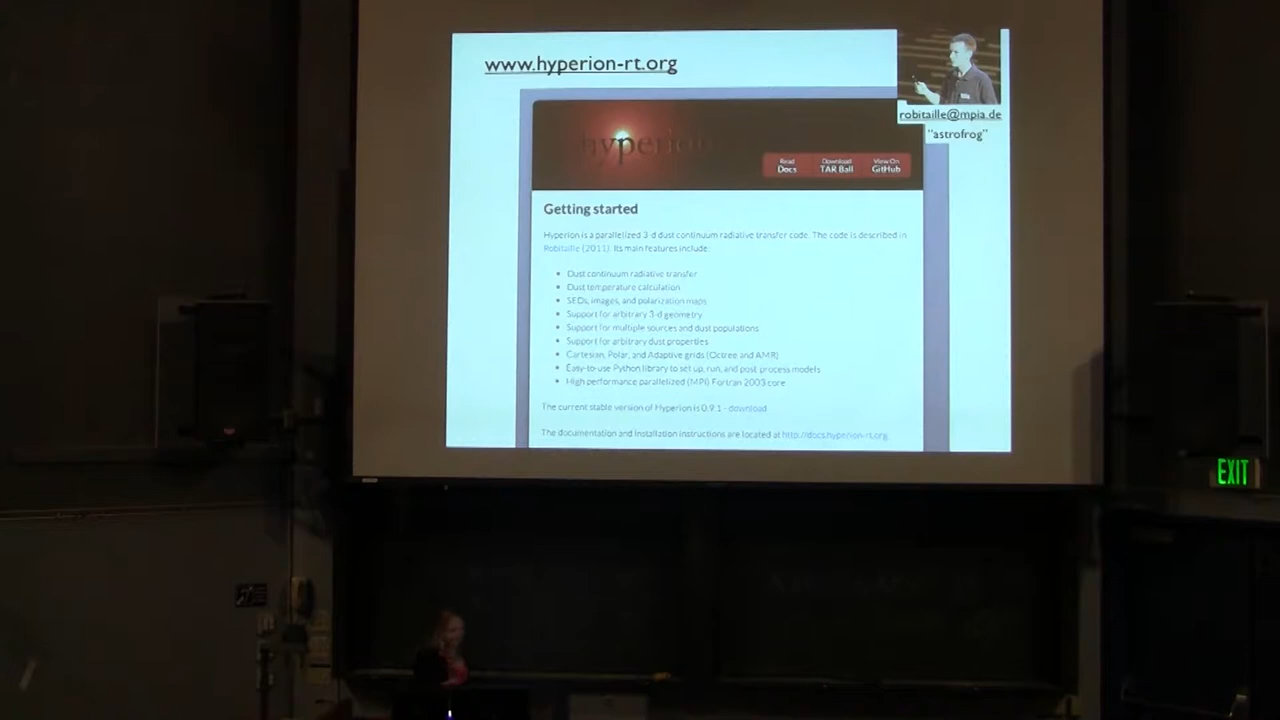 www.hyperion-rt.org
robitaille@mpia.de
"astrofrog"
hyperion
Read Docs
Download TAR Ball
View On GitHub
Getting started
Hyperion is a parallelized 3-d dust continuum radiative transfer code. The code is described in
Robitaille (2011). Its main features include:
• Dust continuum radiative transfer
• Dust temperature calculation
• SEDs, images, and polarization maps
• Support for arbitrary 3-d geometry
• Support for multiple sources and dust populations
• Support for arbitrary dust properties
• Cartesian, Polar, and Adaptive grids (Octree and AMR)
• Easy-to-use Python library to set up, run, and post process models
• High performance parallelized (MPI) Fortran 2003 core
The current stable version of Hyperion is 0.9.1 - download
The documentation and installation instructions are located at http://docs.hyperion-rt.org
EXIT